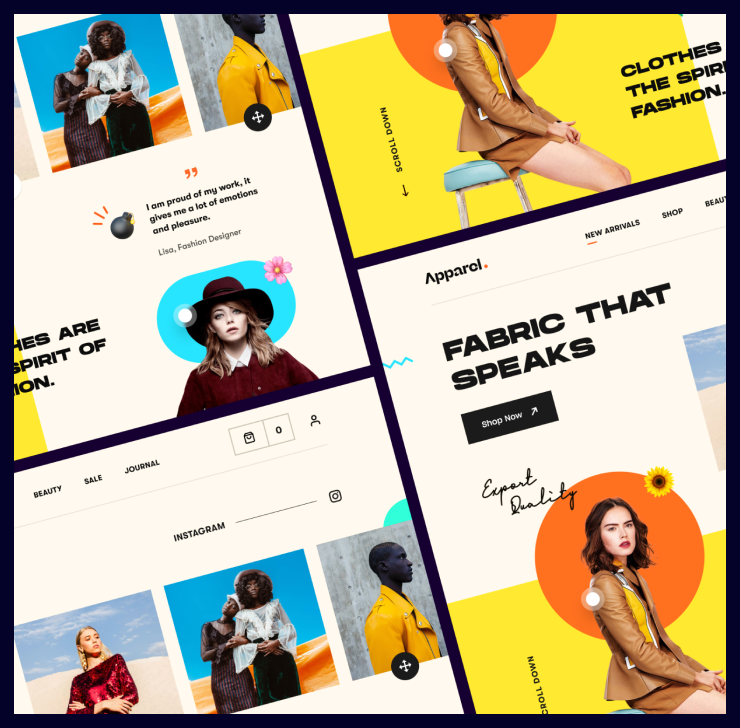 ”
I am proud of my work, it
gives me a lot of emotions
and pleasure.
Lisa, Fashion Designer
HES ARE
SPIRIT OF
ION.
SCROLL DOWN
CLOTHES
THE SPIRI
FASHION.
Apparel.
NEW ARRIVALS
SHOP
BEAUT
FABRIC THAT
SPEAKS
Shop Now
Export
Quality
SCROLL DOWN
BEAUTY
SALE
JOURNAL
0
INSTAGRAM